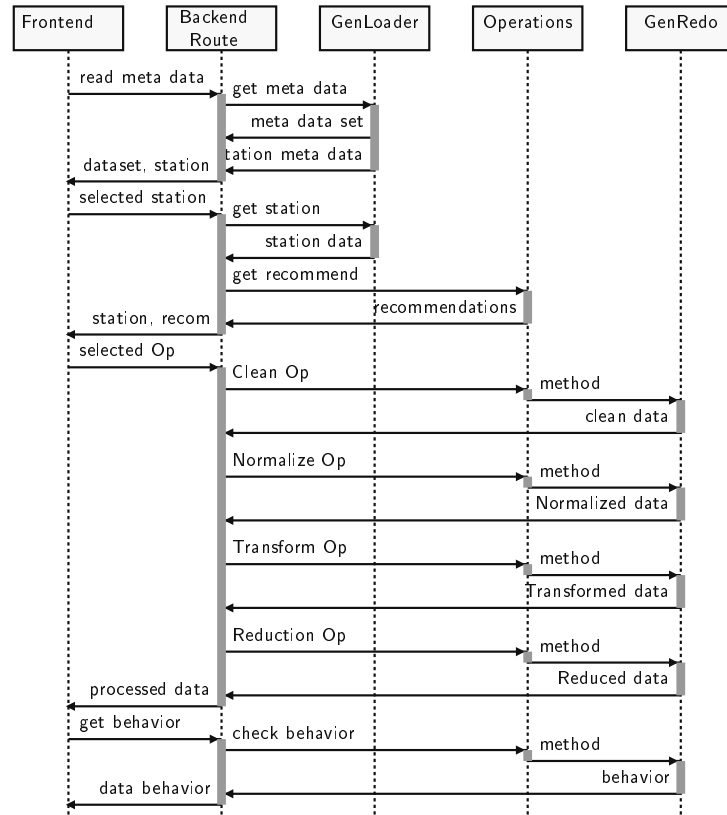 Frontend
Backend
Route
GenLoader
Operations
GenRedo
read meta data
get meta data
meta data set
tation meta data
dataset, station
selected station
get station
station data
get recommend
recommendations
station, recom
selected Op
Clean Op
method
clean data
Normalize Op
method
Normalized data
Transform Op
method
Transformed data
Reduction Op
method
Reduced data
processed data
get behavior
check behavior
method
behavior
data behavior